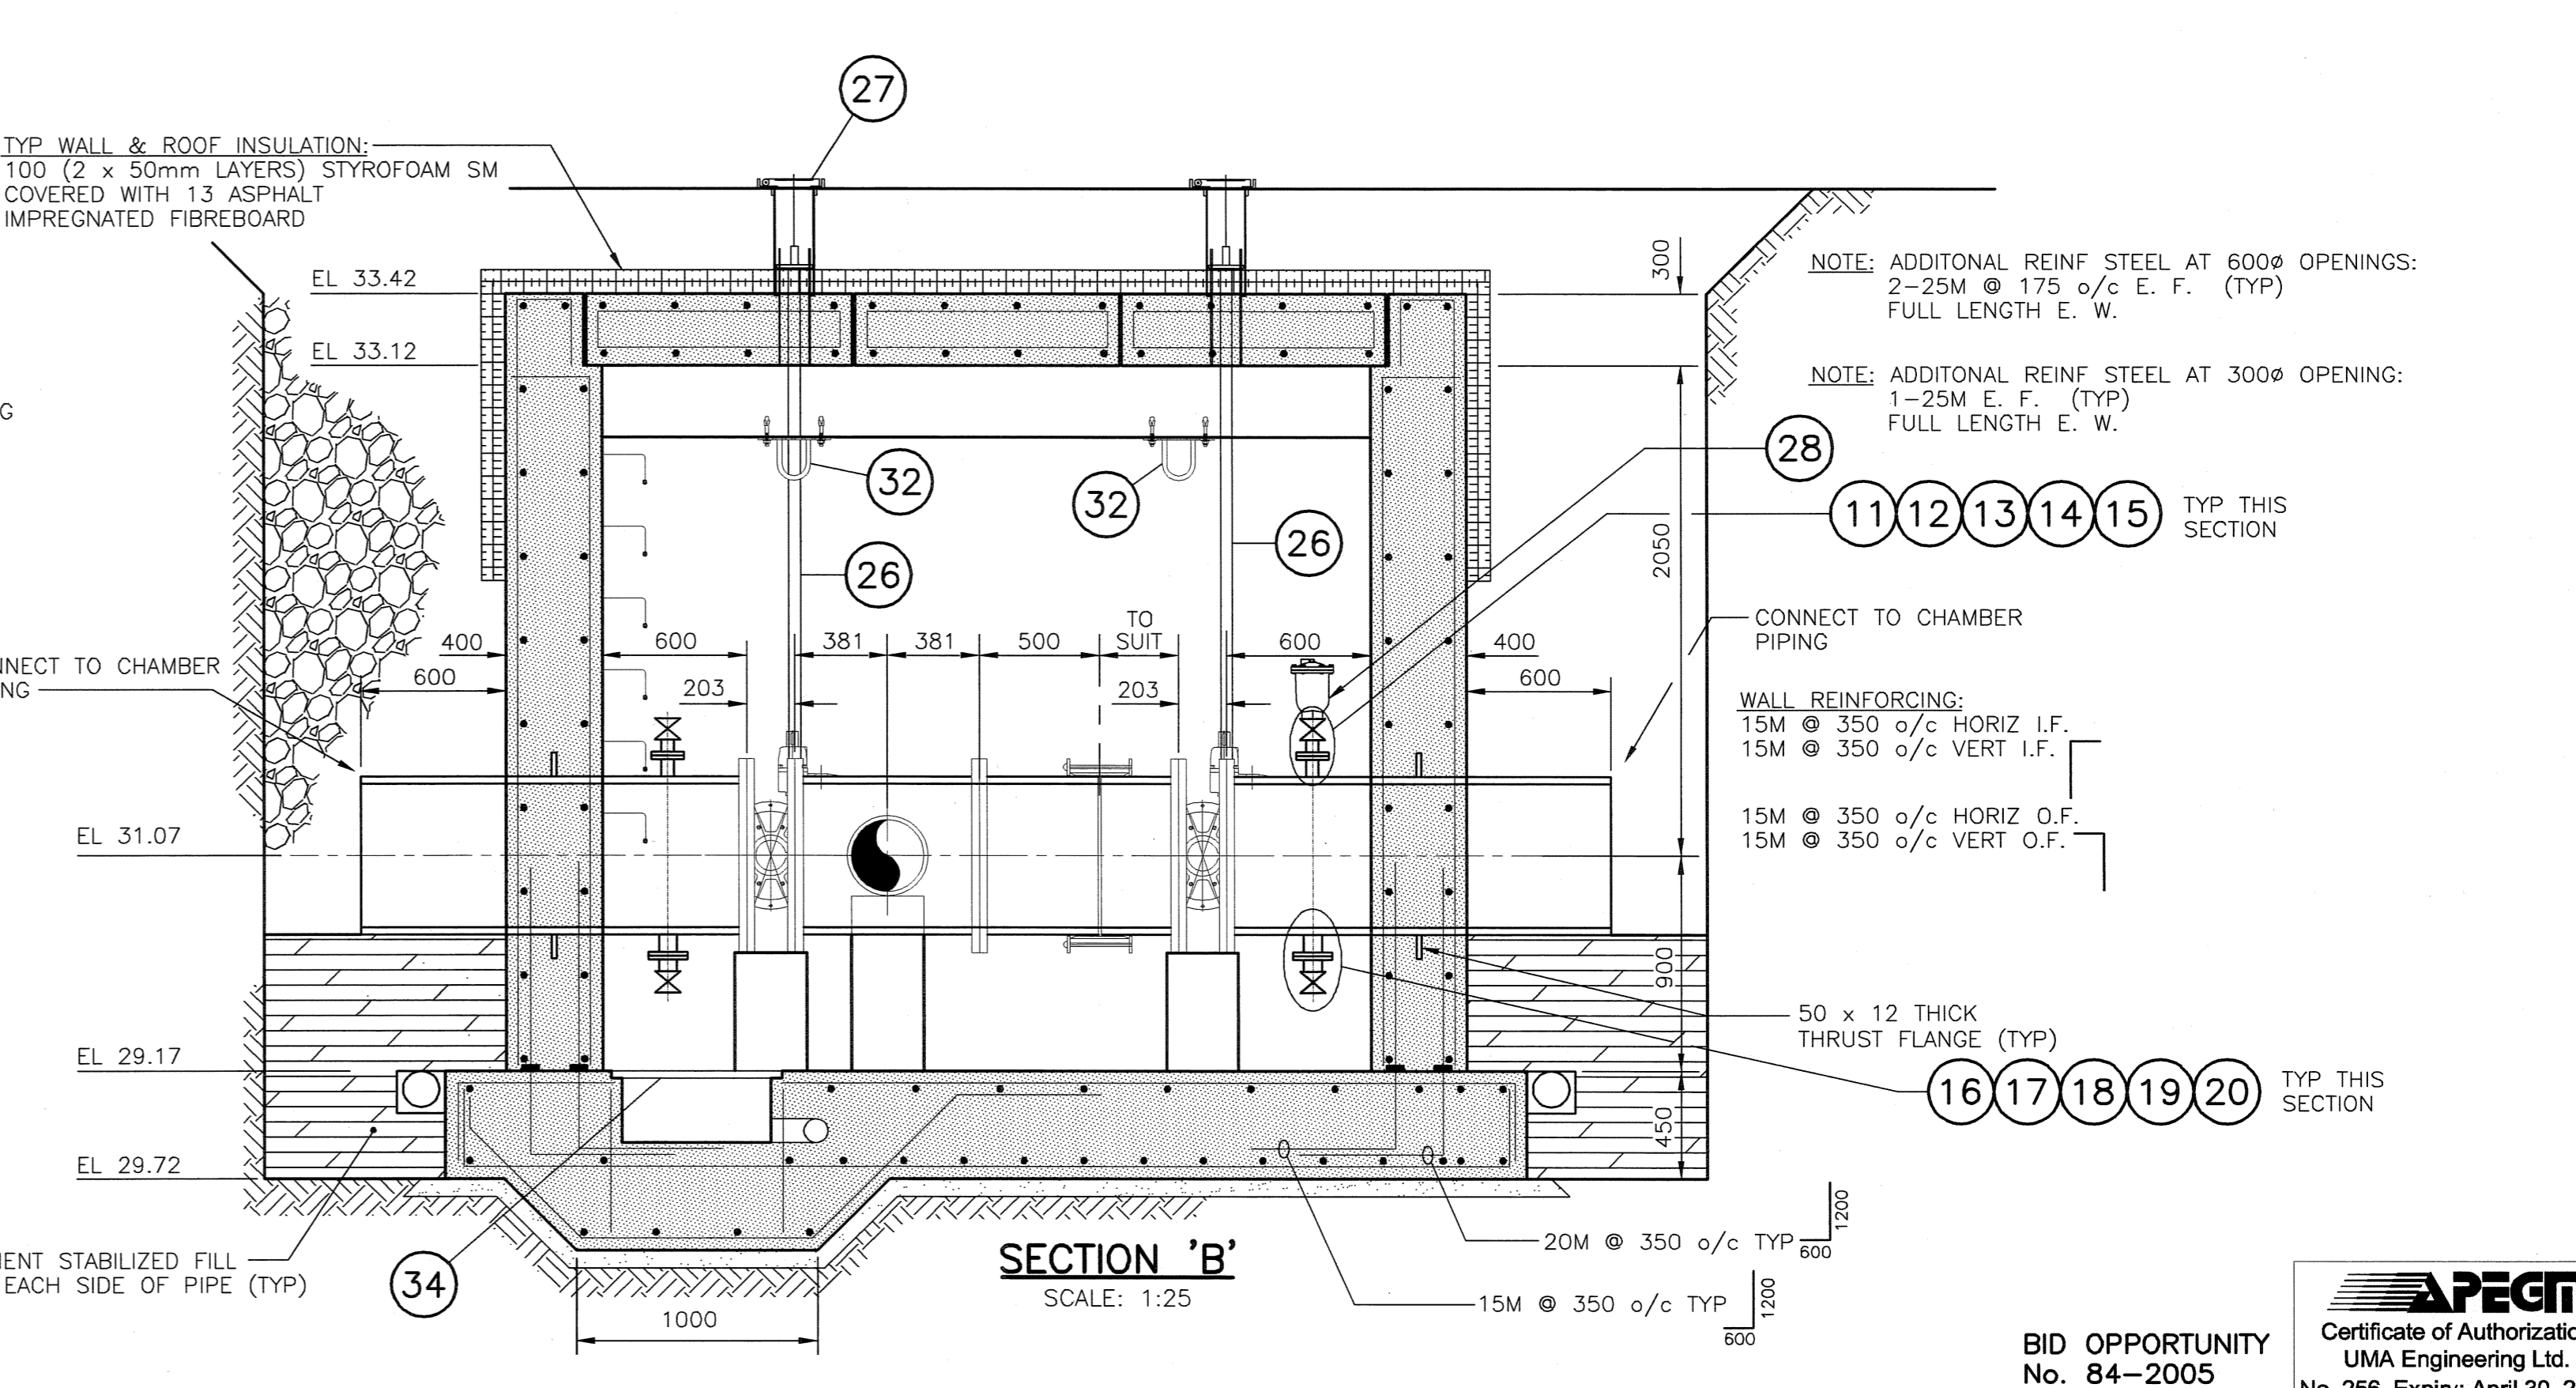 27
TYP WALL & ROOF INSULATION:
100 (2 x 50mm LAYERS) STYROFOAM SM
COVERED WITH 13 ASPHALT
IMPREGNATED FIBREBOARD
EL 33.42
EL 33.12
G
300
NOTE: ADDITONAL REINF STEEL AT 600ø OPENINGS:
2-25M @ 175 o/c E. F. (TYP)
FULL LENGTH E. W.
NOTE: ADDITONAL REINF STEEL AT 300ø OPENING:
1-25M E. F. (TYP)
FULL LENGTH E. W.
28
32
32
11 12 13 14 15
TYP THIS
SECTION
26
26
2050
CONNECT TO CHAMBER
PIPING
NNECT TO CHAMBER
NG
400
600
600
381
381
500
TO
SUIT
600
400
600
203
203
WALL REINFORCING:
15M @ 350 o/c HORIZ I.F.
15M @ 350 o/c VERT I.F.
15M @ 350 o/c HORIZ O.F.
15M @ 350 o/c VERT O.F.
EL 31.07
900
50 x 12 THICK
THRUST FLANGE (TYP)
EL 29.17
16 17 18 19 20
TYP THIS
SECTION
450
EL 29.72
MENT STABILIZED FILL
EACH SIDE OF PIPE (TYP)
34
1000
SECTION 'B'
SCALE: 1:25
20M @ 350 o/c TYP
600
1200
15M @ 350 o/c TYP
600
1200
BID OPPORTUNITY
No. 84-2005
APEGM
Certificate of Authorizatio
UMA Engineering Ltd.
No. 256 Expiry: April 30, 2